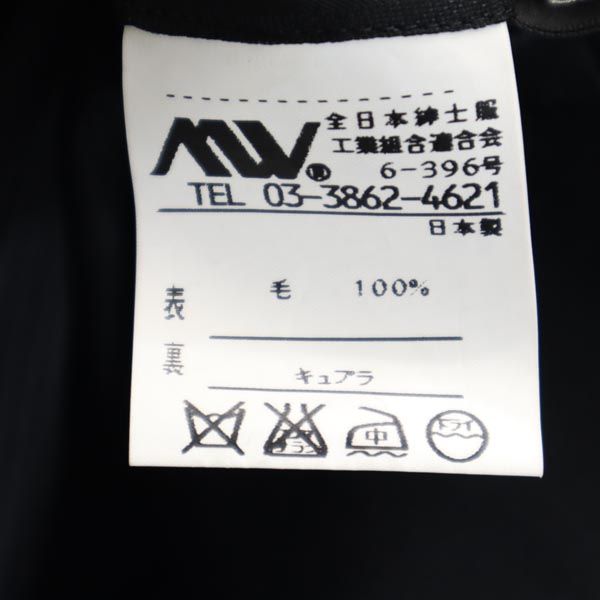 MW® 全日本紳士服
工業組合連合会
6-396号
TEL 03-3862-4621
日本製
表 毛 100%
裏 キュプラ
中 ドライ